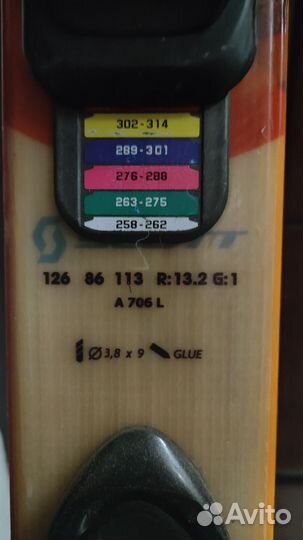 302-314
289-301
276-288
263-275
258-262
126 86 113 R:13.2 G:1
A 706 L
Ø 3,8 x 9 GLUE
Avito